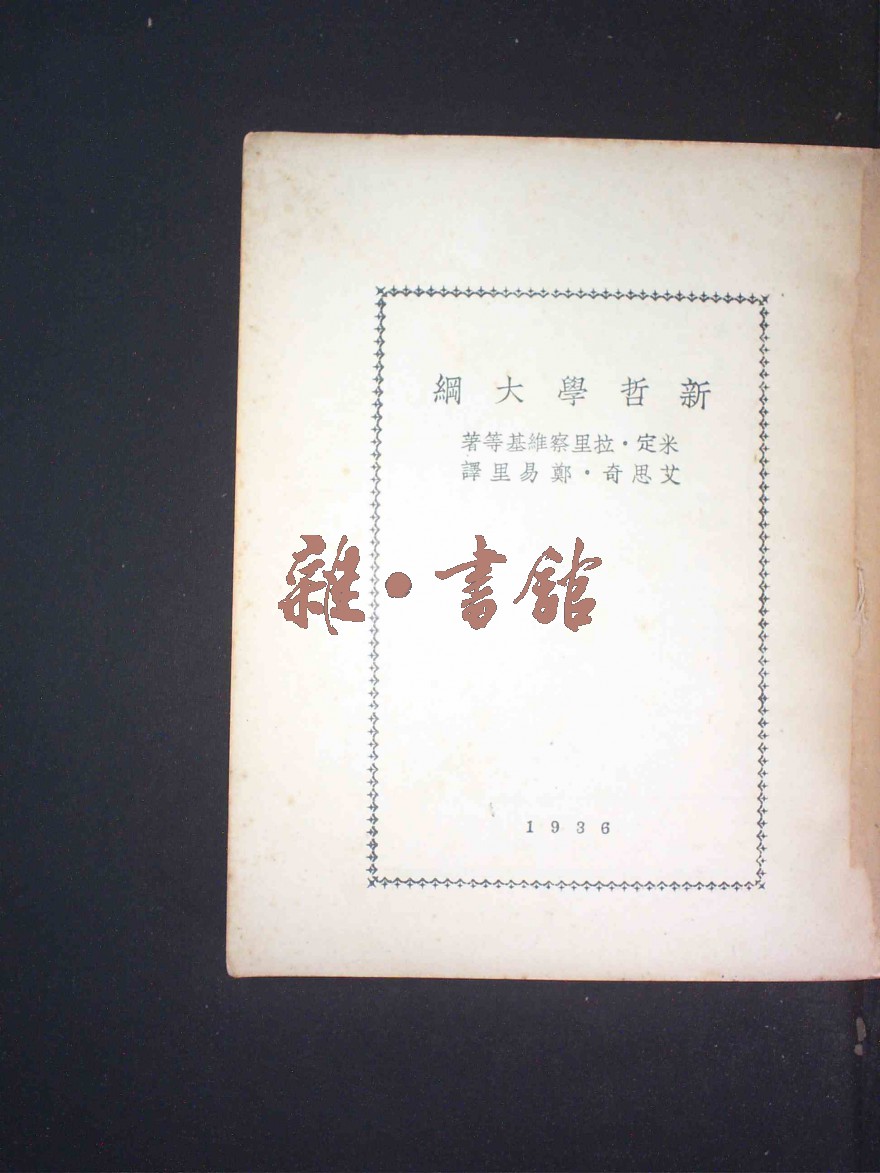 新哲學大綱
米定·拉里察維基等著
艾思奇·鄭易里譯
雜·書舘
1936